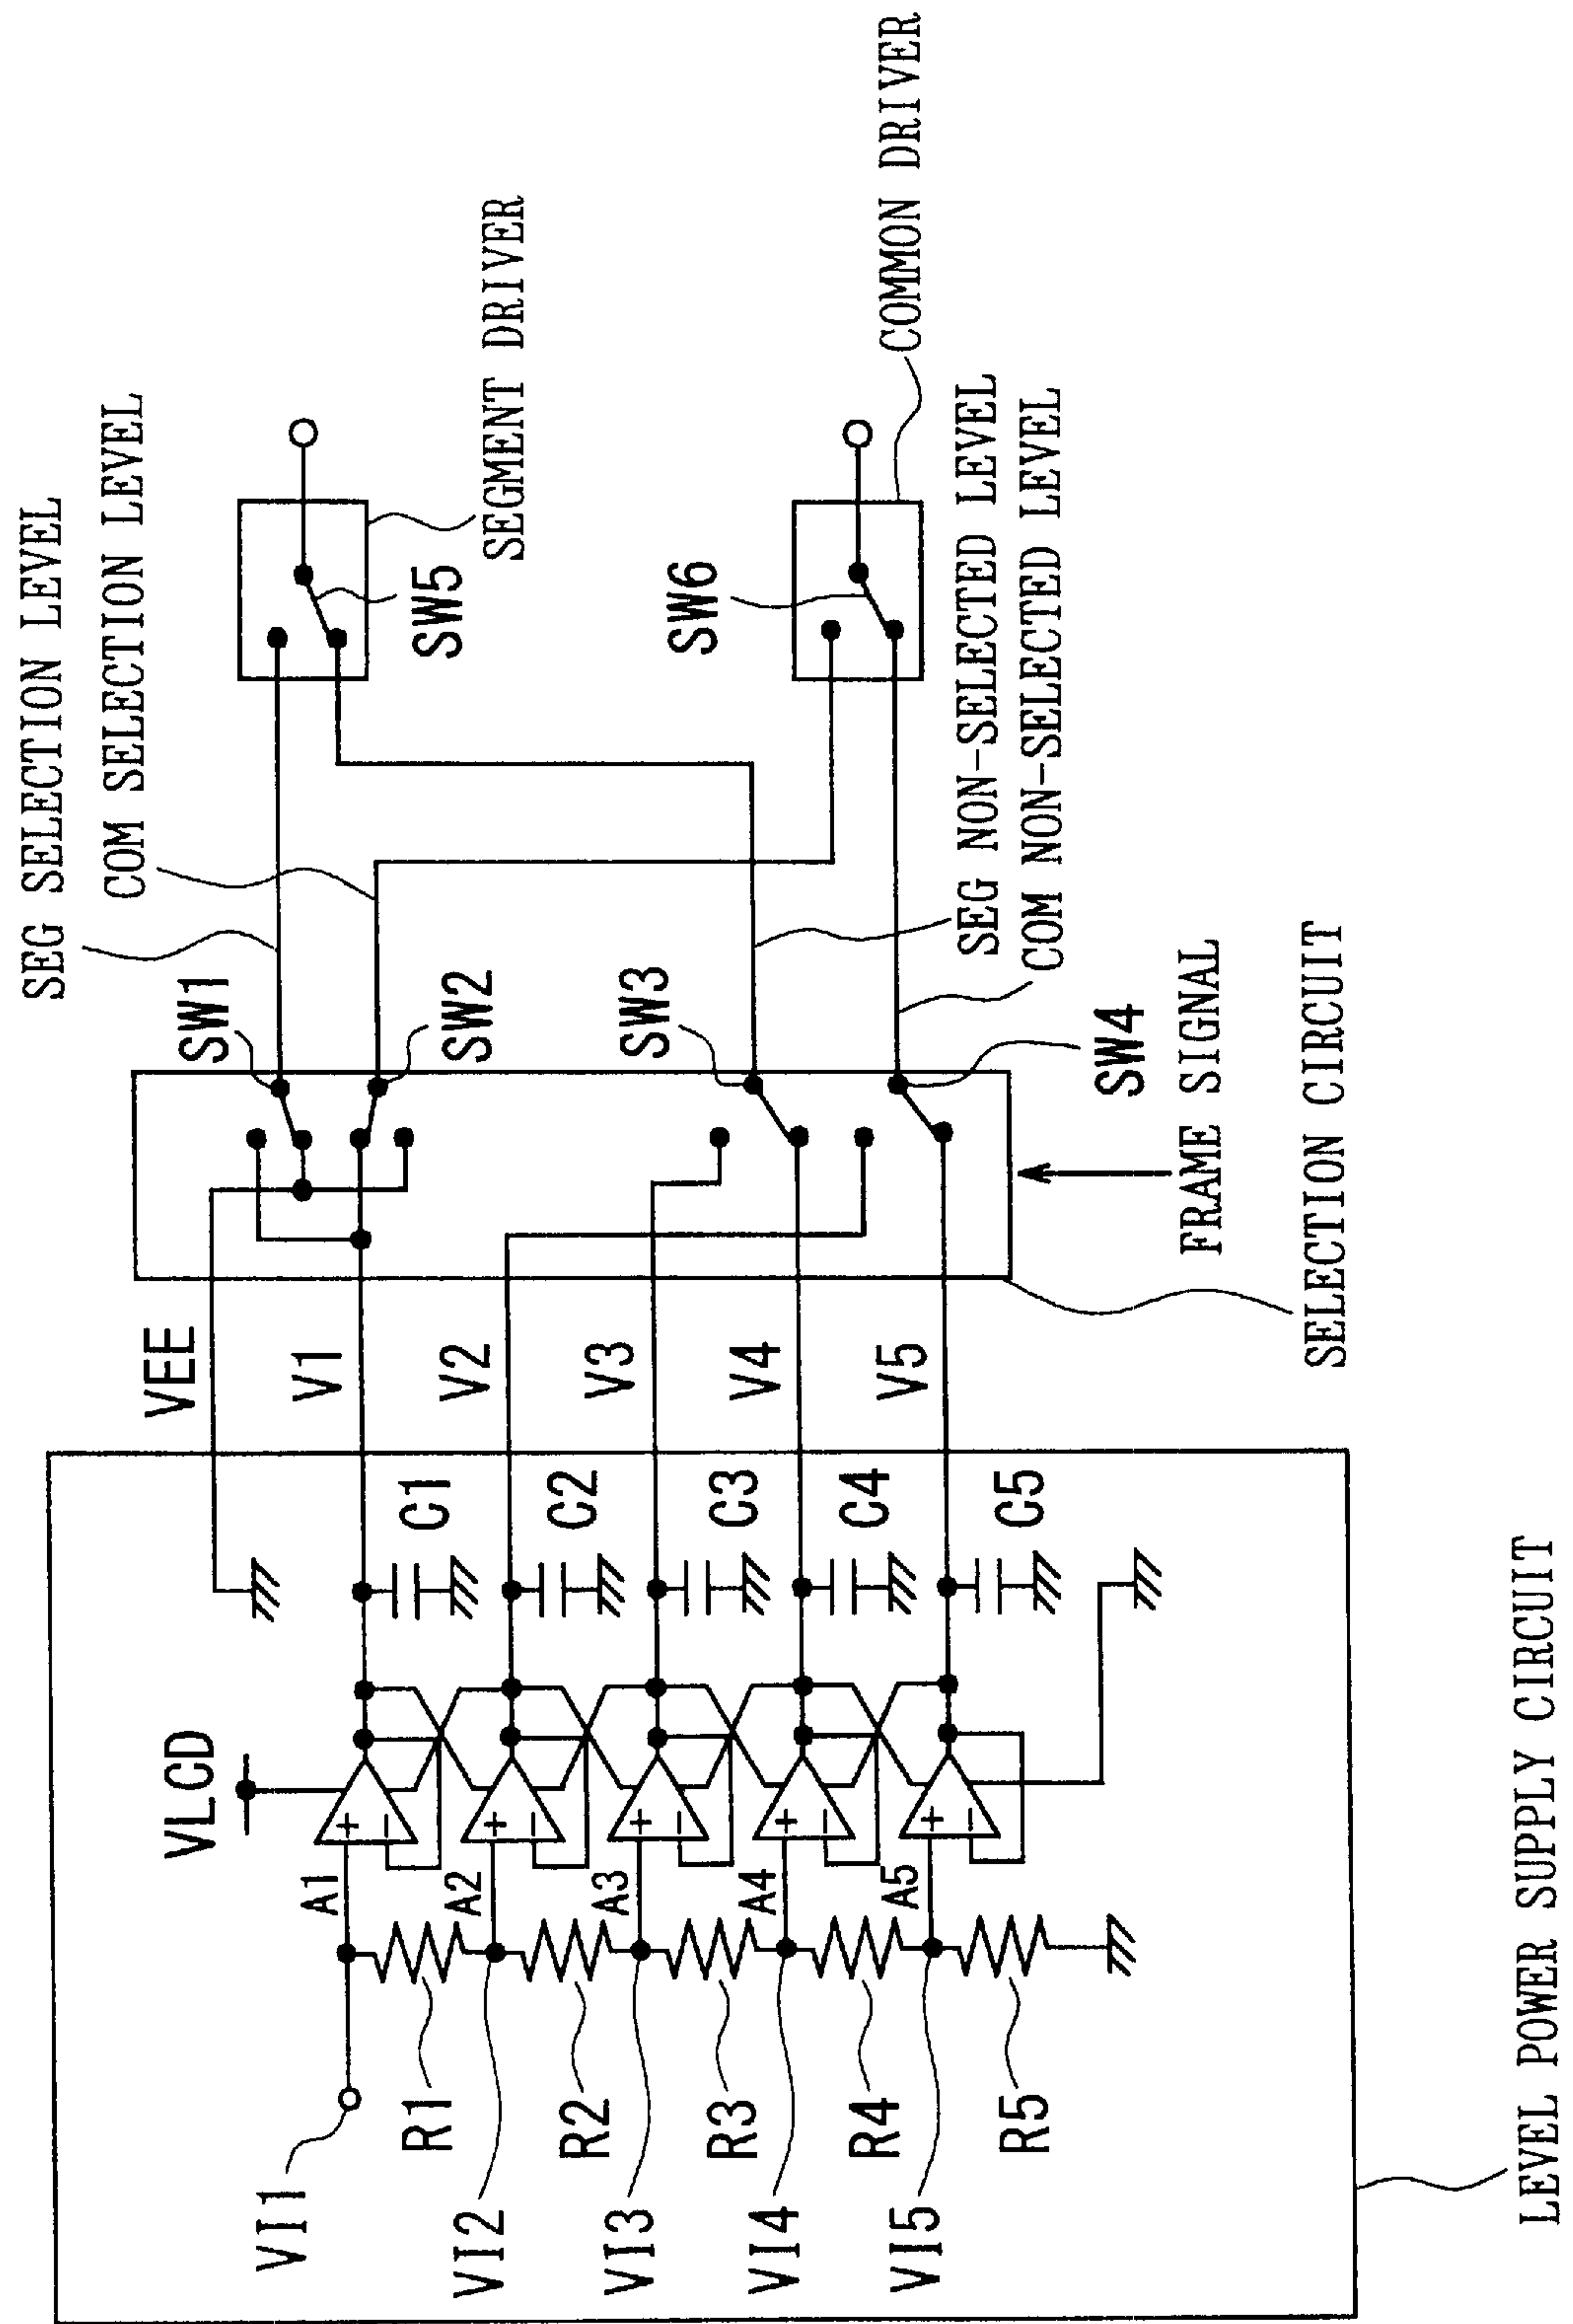 VI1
VI2
VI3
VI4
VI5
R1
R2
R3
R4
R5
A1
A2
A3
A4
A5
+
−
+
−
+
−
+
−
+
−
VLCD
C1
C2
C3
C4
C5
VEE
V1
V2
V3
V4
V5
LEVEL POWER SUPPLY CIRCUIT
SW1
SW2
SW3
SW4
FRAME SIGNAL
SELECTION CIRCUIT
SEG SELECTION LEVEL
COM SELECTION LEVEL
SEG NON-SELECTED LEVEL
COM NON-SELECTED LEVEL
SW5
SW6
SEGMENT DRIVER
COMMON DRIVER